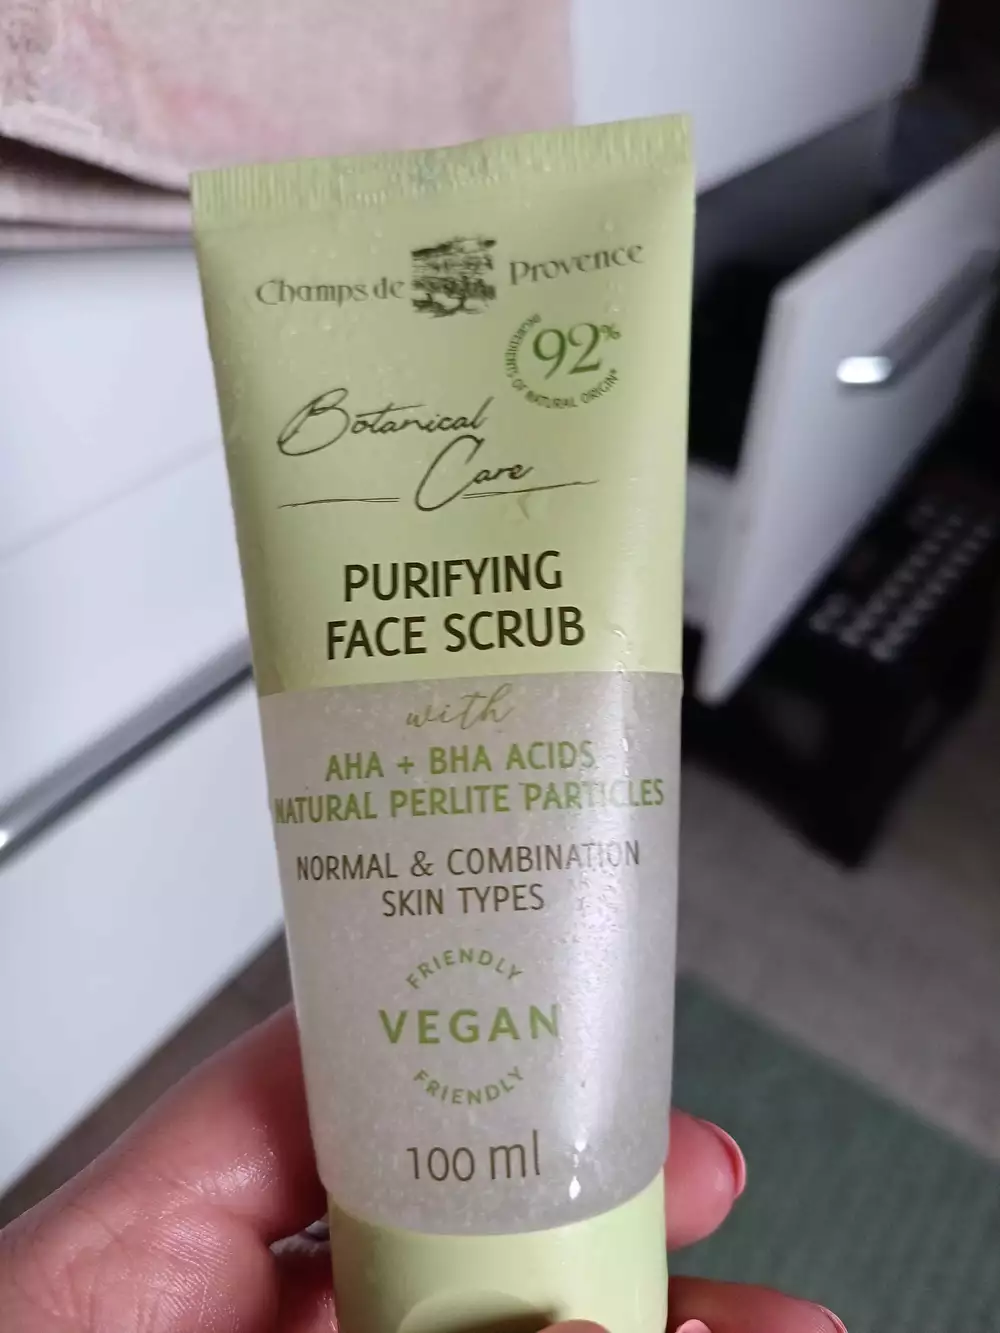 Champs de Provence
92%
INGREDIENTS OF NATURAL ORIGIN*
Botanical
Care
PURIFYING
FACE SCRUB
with
AHA + BHA ACIDS
NATURAL PERLITE PARTICLES
NORMAL & COMBINATION
SKIN TYPES
FRIENDLY
VEGAN
FRIENDLY
100 ml